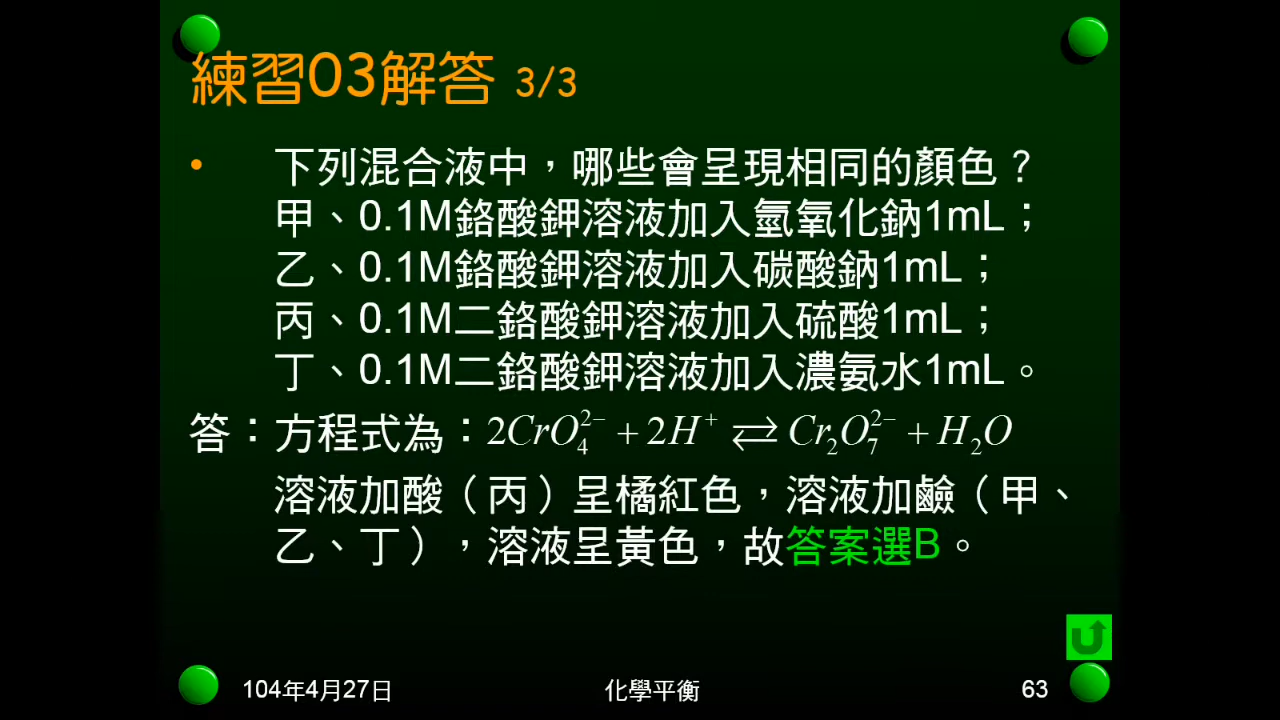 練習03解答 3/3
• 下列混合液中，哪些會呈現相同的顏色？
甲、0.1M鉻酸鉀溶液加入氫氧化鈉1mL；
乙、0.1M鉻酸鉀溶液加入碳酸鈉1mL；
丙、0.1M二鉻酸鉀溶液加入硫酸1mL；
丁、0.1M二鉻酸鉀溶液加入濃氨水1mL。
答：方程式為：2CrO₄²⁻ + 2H⁺ ⇄ Cr₂O₇²⁻ + H₂O
溶液加酸（丙）呈橘紅色，溶液加鹼（甲、
乙、丁），溶液呈黃色，故答案選B。
104年4月27日 化學平衡 63